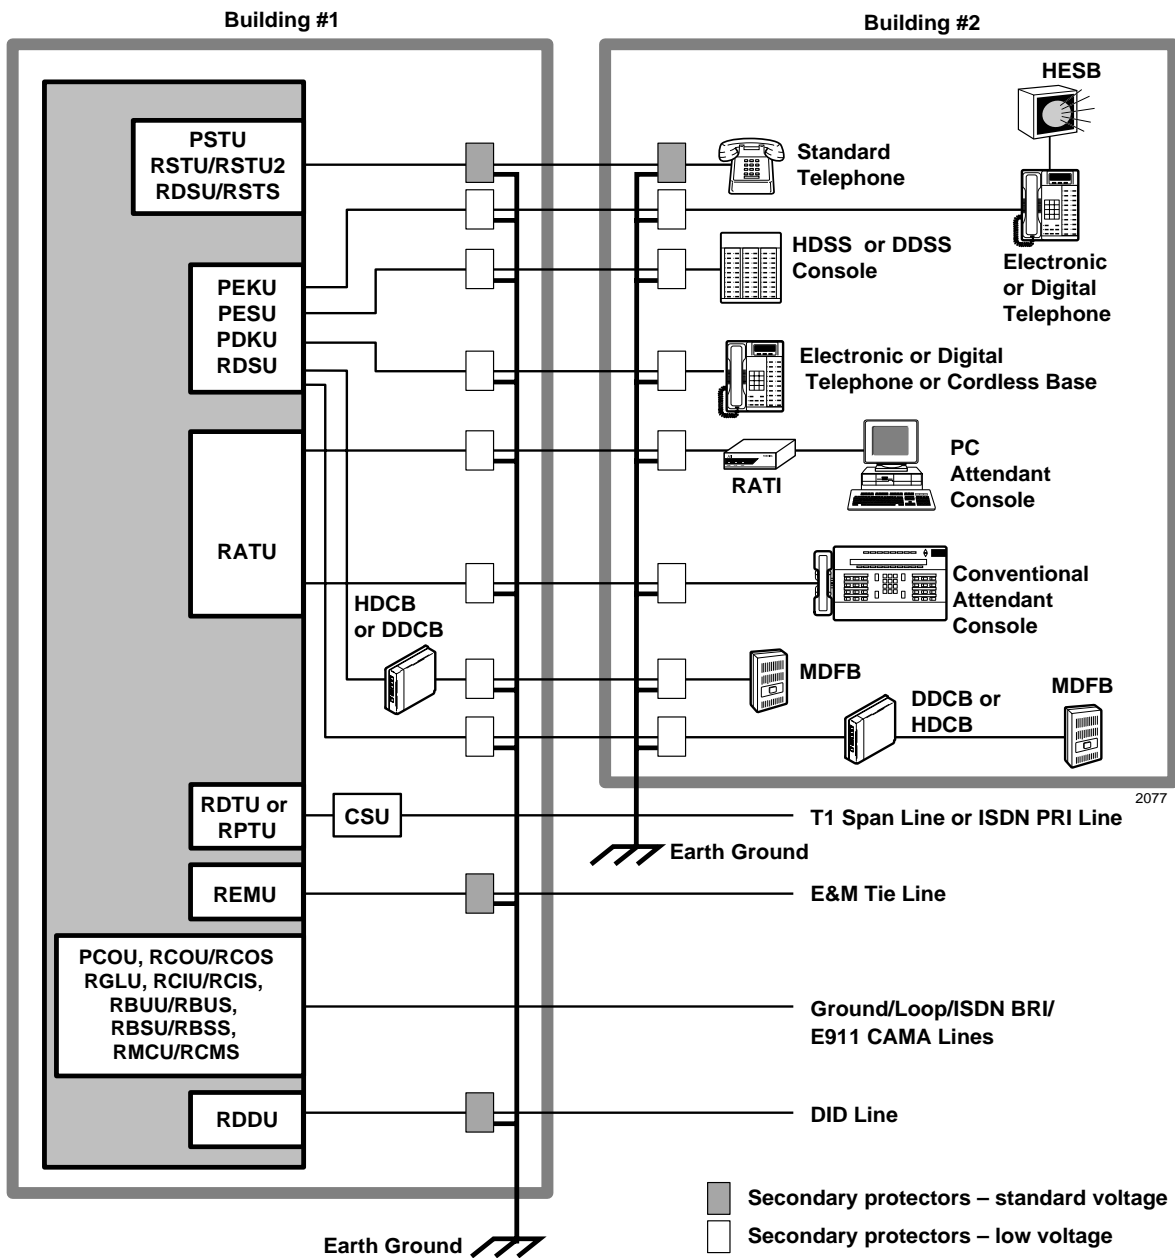 Building #1
Building #2
HESB
PSTU
RSTU/RSTU2
RDSU/RSTS
Standard
Telephone
HDSS or DDSS
Console
Electronic
or Digital
Telephone
PEKU
PESU
PDKU
RDSU
Electronic or Digital
Telephone or Cordless Base
RATU
RATI
PC
Attendant
Console
Conventional
Attendant
Console
HDCB
or DDCB
MDFB
DDCB or
HDCB
MDFB
2077
RDTU or
RPTU
CSU
T1 Span Line or ISDN PRI Line
Earth Ground
REMU
E&M Tie Line
PCOU, RCOU/RCOS
RGLU, RCIU/RCIS,
RBUU/RBUS,
RBSU/RBSS,
RMCU/RCMS
Ground/Loop/ISDN BRI/
E911 CAMA Lines
RDDU
DID Line
Secondary protectors – standard voltage
Secondary protectors – low voltage
Earth Ground